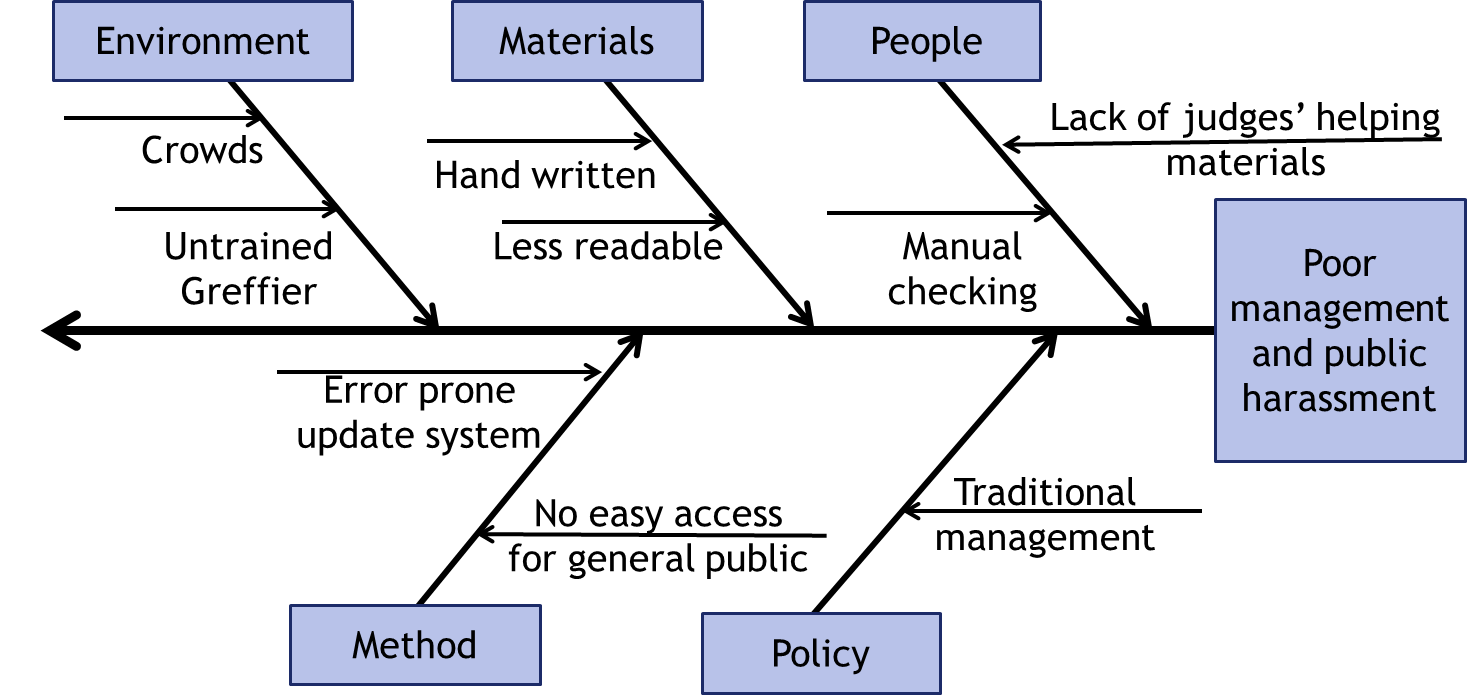 Environment
Materials
People
Crowds
Untrained
Greffier
Hand written
Less readable
Lack of judges’ helping
materials
Manual
checking
Poor
management
and public
harassment
Error prone
update system
No easy access
for general public
Traditional
management
Method
Policy